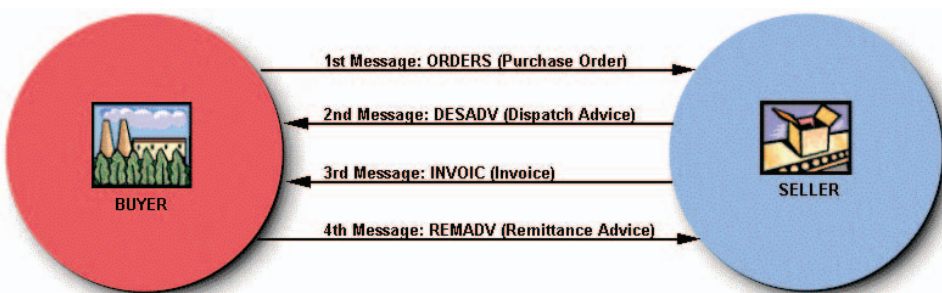 1st Message: ORDERS (Purchase Order)
2nd Message: DESADV (Dispatch Advice)
3rd Message: INVOIC (Invoice)
4th Message: REMADV (Remittance Advice)
BUYER
SELLER